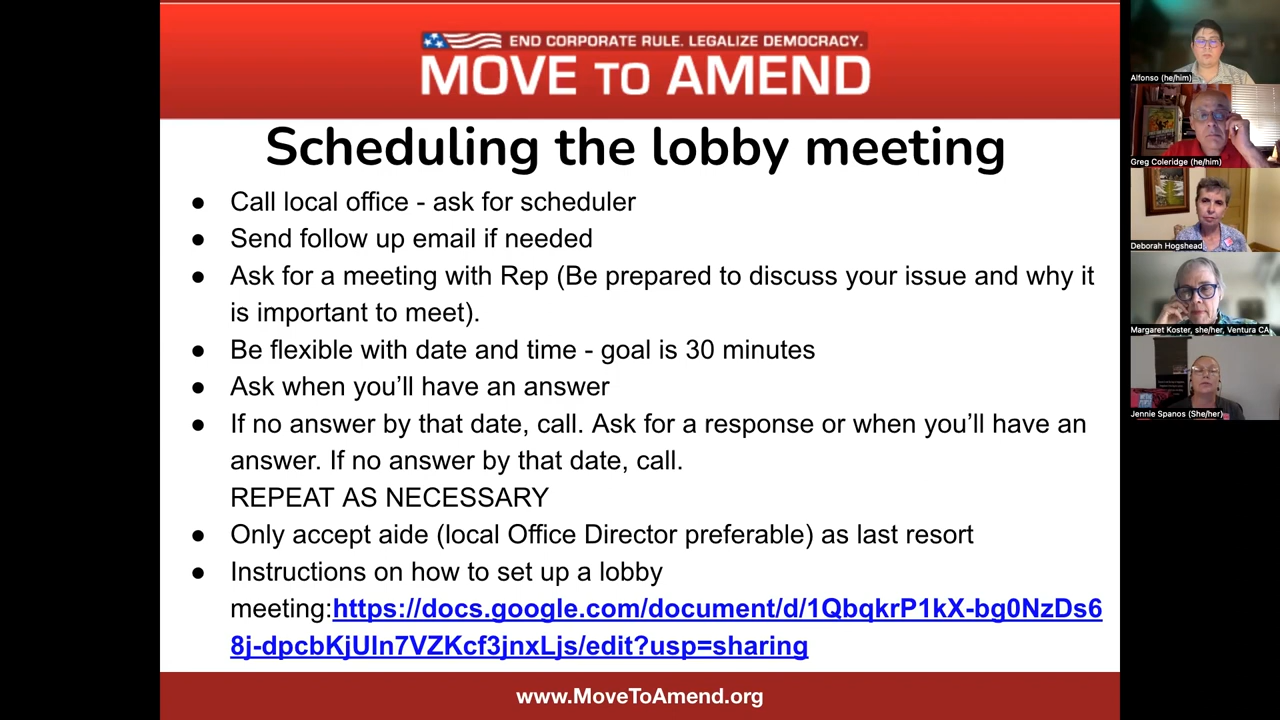 END CORPORATE RULE. LEGALIZE DEMOCRACY.
MOVE TO AMEND
Scheduling the lobby meeting
● Call local office - ask for scheduler
● Send follow up email if needed
● Ask for a meeting with Rep (Be prepared to discuss your issue and why it
is important to meet).
● Be flexible with date and time - goal is 30 minutes
● Ask when you’ll have an answer
● If no answer by that date, call. Ask for a response or when you’ll have an
answer. If no answer by that date, call.
REPEAT AS NECESSARY
● Only accept aide (local Office Director preferable) as last resort
● Instructions on how to set up a lobby
meeting:https://docs.google.com/document/d/1QbqkrP1kX-bg0NzDs6
8j-dpcbKjUln7VZKcf3jnxLjs/edit?usp=sharing
www.MoveToAmend.org
Alfonso (he/him)
Greg Coleridge (he/him)
Deborah Hogshead
Margaret Koster, she/her, Ventura CA
Jennie Spanos (She/her)